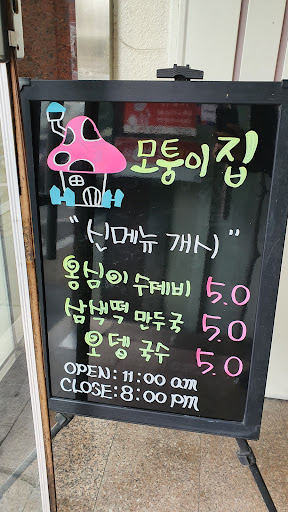 모퉁이집
"신메뉴 개시"
옹심이 수제비 5.0
삼색떡 만두국 5.0
오뎅 국수 5.0
OPEN: 11:00 am
CLOSE: 8:00 pm